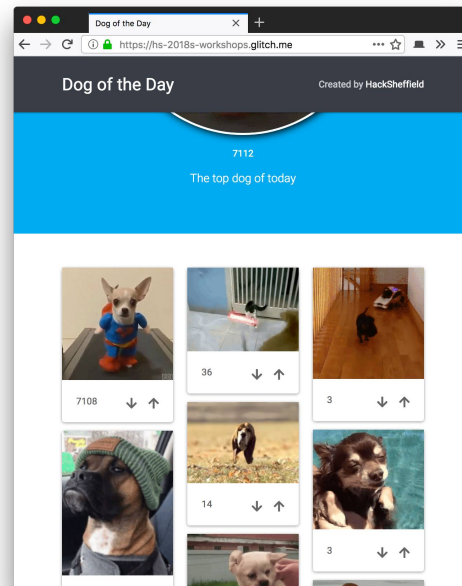 Dog of the Day
https://hs-2018s-workshops.glitch.me
Dog of the Day
Created by HackSheffield
7112
The top dog of today
7108
36
3
14
3